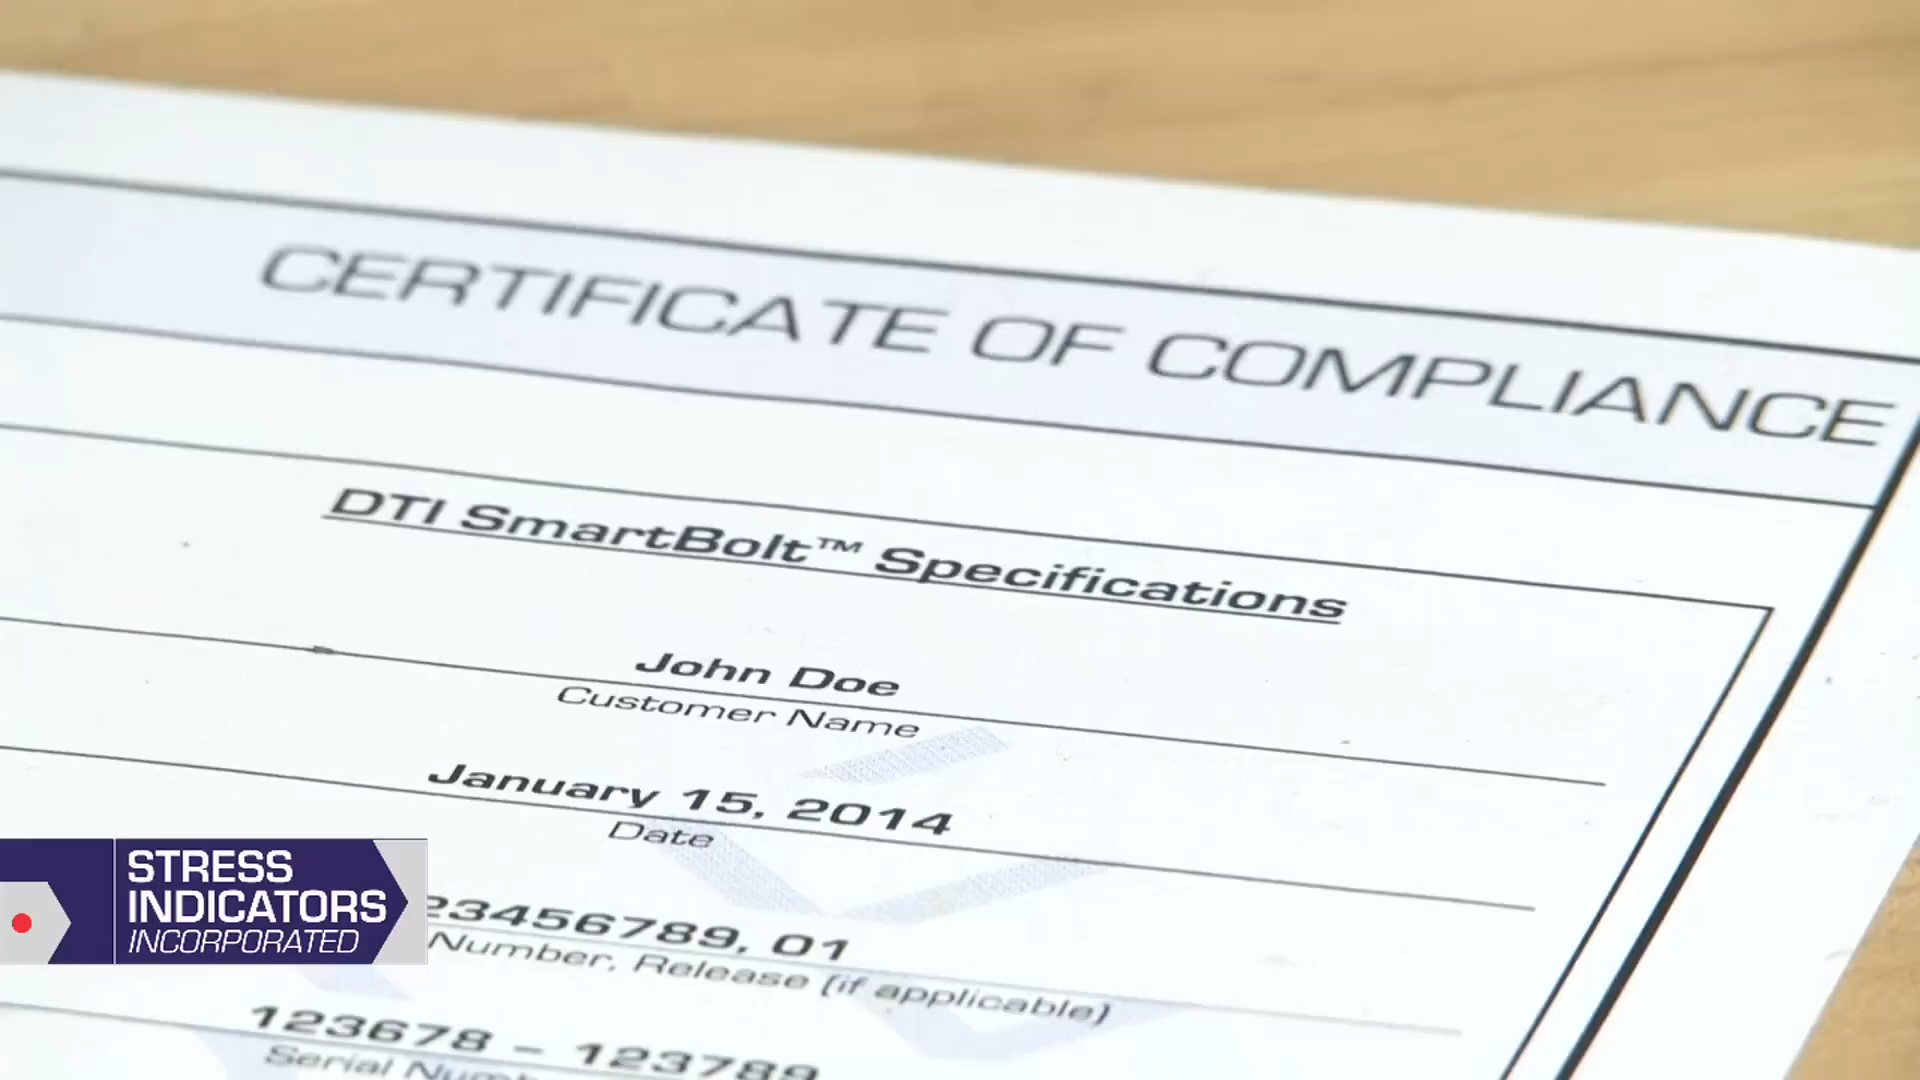 CERTIFICATE OF COMPLIANCE
DTI SmartBolt™ Specifications
John Doe
Customer Name
January 15, 2014
Date
23456789, 01
Number, Release (if applicable)
123678 - 123789
Serial
STRESS
INDICATORS
INCORPORATED